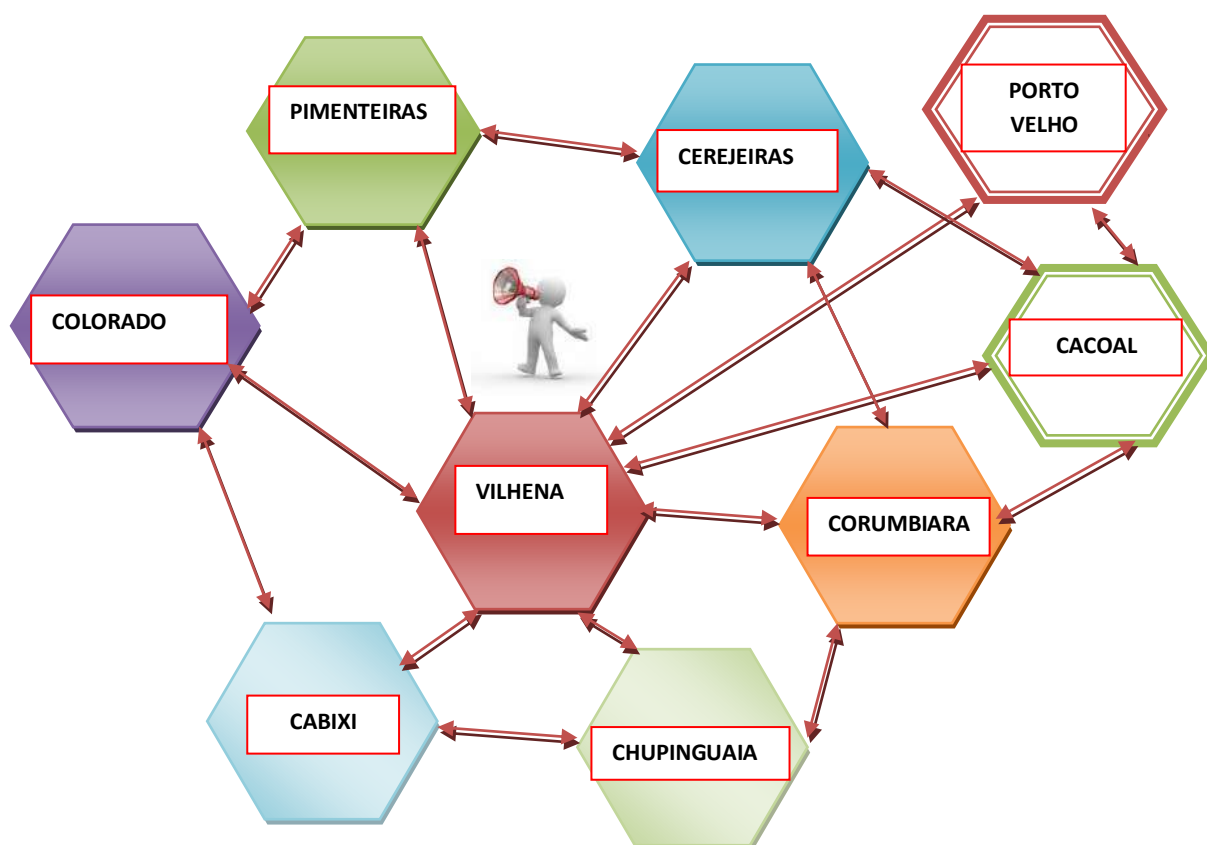 PIMENTEIRAS
CEREJEIRAS
PORTO
VELHO
COLORADO
CACOAL
VILHENA
CORUMBIARA
CABIXI
CHUPINGUAIA